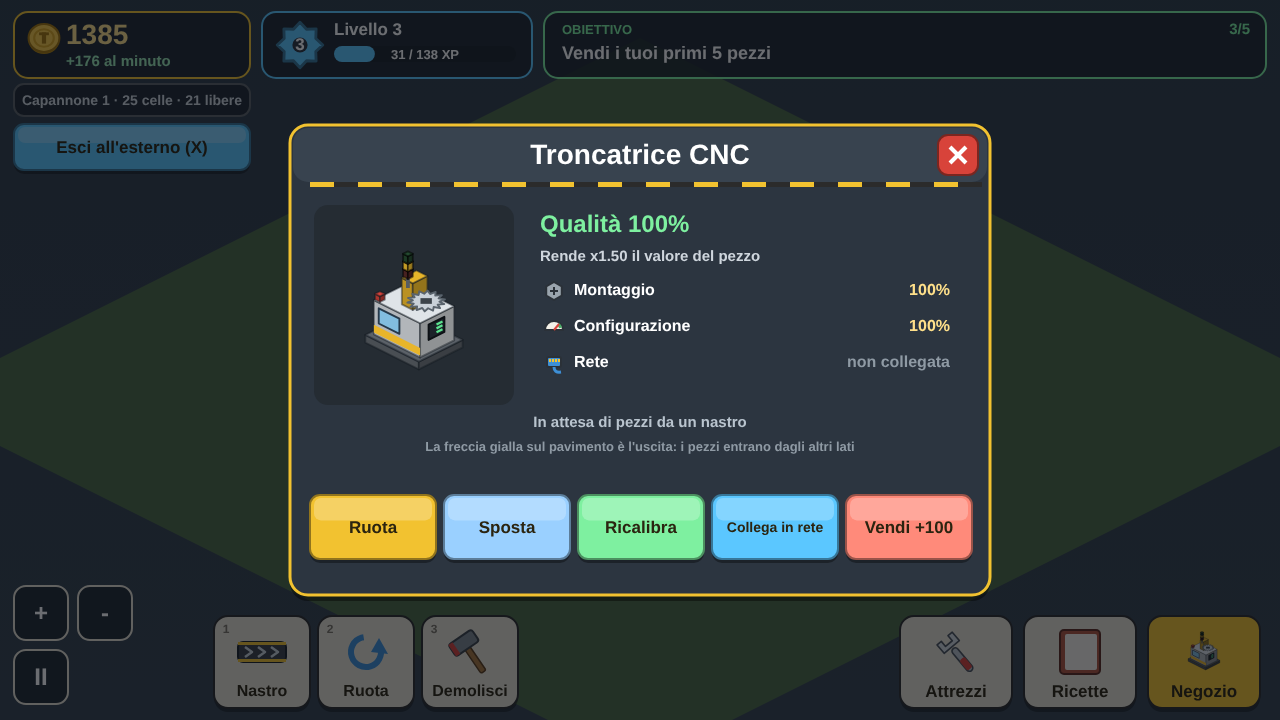 1385
+176 al minuto
3
Livello 3
31 / 138 XP
OBIETTIVO
3/5
Vendi i tuoi primi 5 pezzi
Capannone 1 · 25 celle · 21 libere
Esci all'esterno (X)
Troncatrice CNC
Qualità 100%
Rende x1.50 il valore del pezzo
Montaggio 100%
Configurazione 100%
Rete non collegata
In attesa di pezzi da un nastro
La freccia gialla sul pavimento è l'uscita: i pezzi entrano dagli altri lati
Ruota
Sposta
Ricalibra
Collega in rete
Vendi +100
+
-
1
Nastro
2
Ruota
3
Demolisci
Attrezzi
Ricette
Negozio